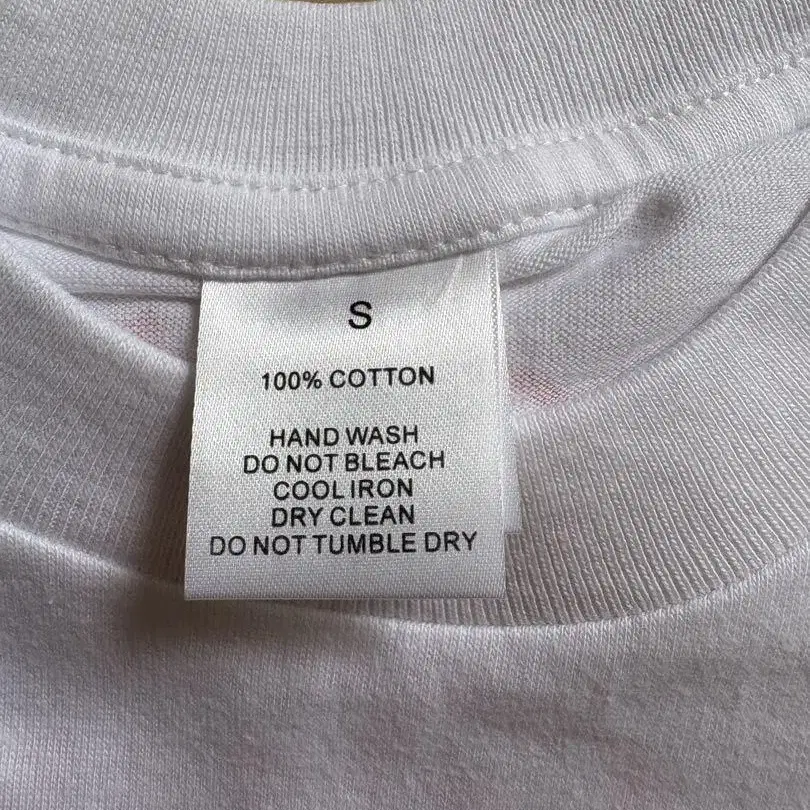 S
100% COTTON
HAND WASH
DO NOT BLEACH
COOL IRON
DRY CLEAN
DO NOT TUMBLE DRY